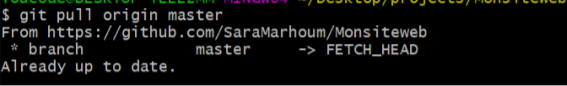 $ git pull origin master
From https://github.com/SaraMarhoum/Monsiteweb
 * branch            master     -> FETCH_HEAD
Already up to date.